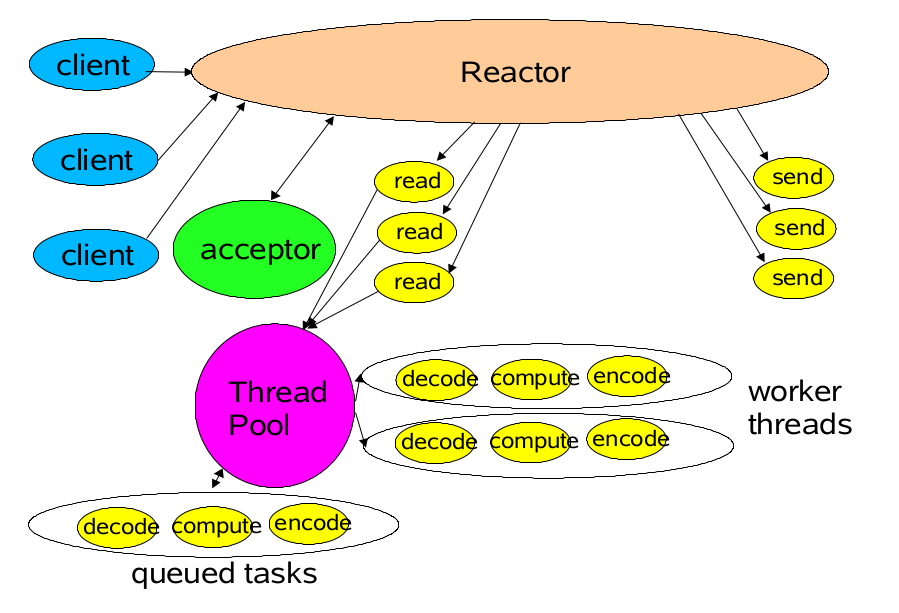 client
Reactor
client
client
acceptor
read
read
read
send
send
send
Thread
Pool
decode compute encode
decode compute encode
worker
threads
decode compute encode
queued tasks